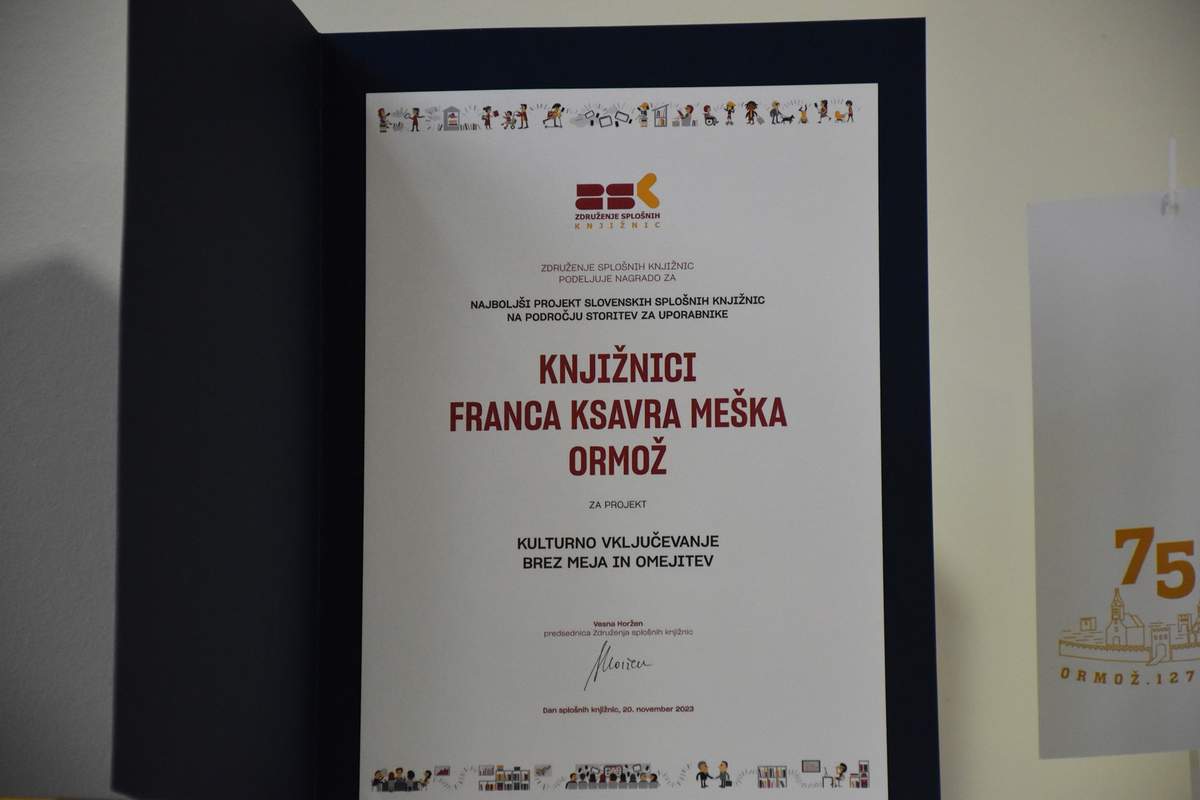 ZDRUŽENJE SPLOŠNIH
KNJIŽNIC
ZDRUŽENJE SPLOŠNIH KNJIŽNIC
PODELJUJE NAGRADO ZA
NAJBOLJŠI PROJEKT SLOVENSKIH SPLOŠNIH KNJIŽNIC
NA PODROČJU STORITEV ZA UPORABNIKE
KNJIŽNICI
FRANCA KSAVRA MEŠKA
ORMOŽ
ZA PROJEKT
KULTURNO VKLJUČEVANJE
BREZ MEJA IN OMEJITEV
Vesna Horžen
predsednica Združenja splošnih knjižnic
Dan splošnih knjižnic, 20. november 2023
75
ORMOŽ.127